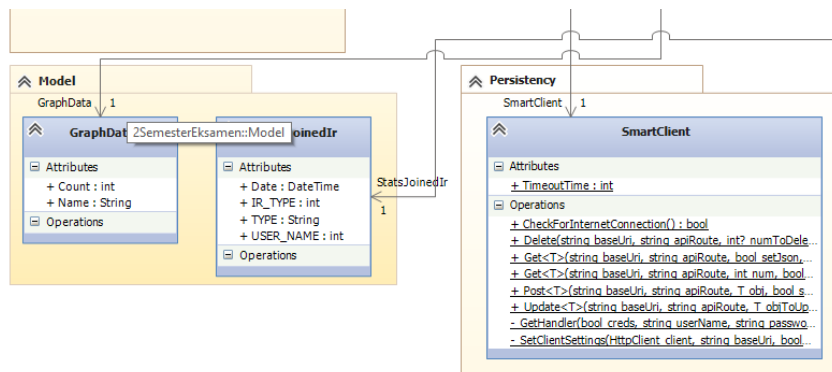 Model
GraphData 1
GraphDat
2SemesterEksamen::Model
oinedIr
Attributes
+ Count : int
+ Name : String
Operations
Attributes
+ Date : DateTime
+ IR_TYPE : int
+ TYPE : String
+ USER_NAME : int
Operations
StatsJoinedIr
1
Persistency
SmartClient 1
SmartClient
Attributes
+ TimeoutTime : int
Operations
+ CheckForInternetConnection() : bool
+ Delete(string baseUri, string apiRoute, int? numToDele...
+ Get<T>(string baseUri, string apiRoute, bool setJson,...
+ Get<T>(string baseUri, string apiRoute, int num, bool...
+ Post<T>(string baseUri, string apiRoute, T obj, bool s...
+ Update<T>(string baseUri, string apiRoute, T objToUp...
- GetHandler(bool creds, string userName, string passwo...
- SetClientSettings(HttpClient client, string baseUri, bool...